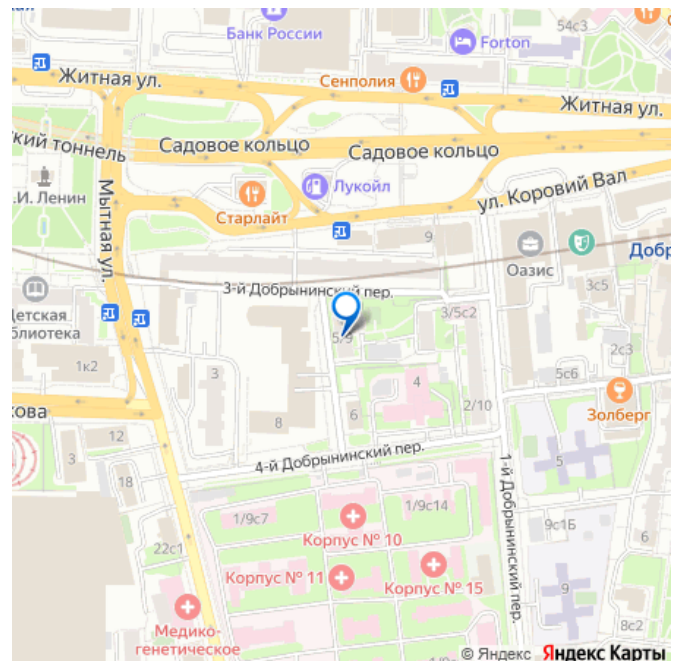 54с3
Банк России
Forton
Житная ул.
Сенполия
Житная ул.
кий тоннель
Садовое кольцо
Садовое кольцо
.И. Ленин
Лукойл
Старлайт
ул. Коровий Вал
Мытная ул.
9
Оазис
Добр
3-й Добрынинский пер.
3с5
Детская
блиотека
3/5с2
5/9
2с3
1к2
3
4
5с6
кова
6
2/10
Золберг
12
8
4-й Добрынинский пер.
3
18
5
1-й Добрынинский пер.
1/9с7
1/9с14
22с1
Корпус № 10
9с1Б
6
Корпус № 11
Корпус № 15
9
Медико-
генетическое
8с2
© Яндекс Яндекс Карты